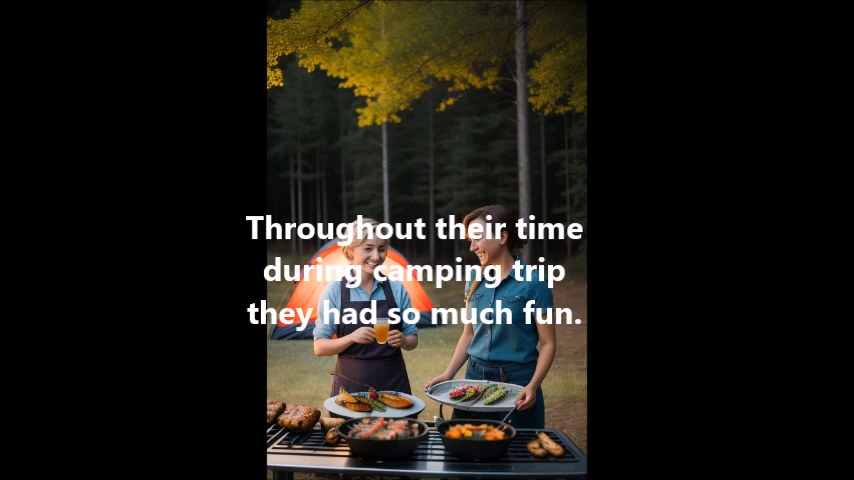 Throughout their time
during camping trip
they had so much fun.